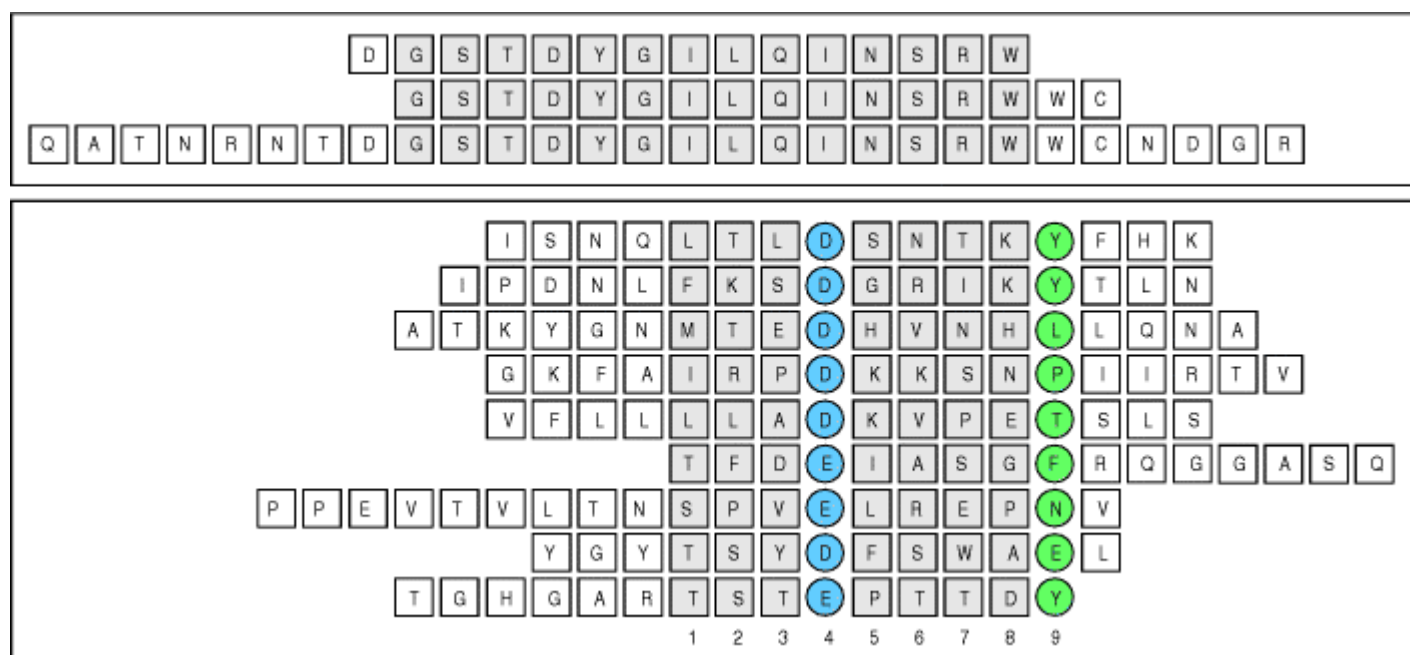 D G S T D Y G I L Q I N S R W
G S T D Y G I L Q I N S R W W C
Q A T N R N T D G S T D Y G I L Q I N S R W W C N D G R
I S N Q L T L D S N T K Y F H K
I P D N L F K S D G R I K Y T L N
A T K Y G N M T E D H V N H L L Q N A
G K F A I R P D K K S N P I I R T V
V F L L L L A D K V P E T S L S
T F D E I A S G F R Q G G A S Q
P P E V T V L T N S P V E L R E P N V
Y G Y T S Y D F S W A E L
T G H G A R T S T E P T T D Y
1 2 3 4 5 6 7 8 9